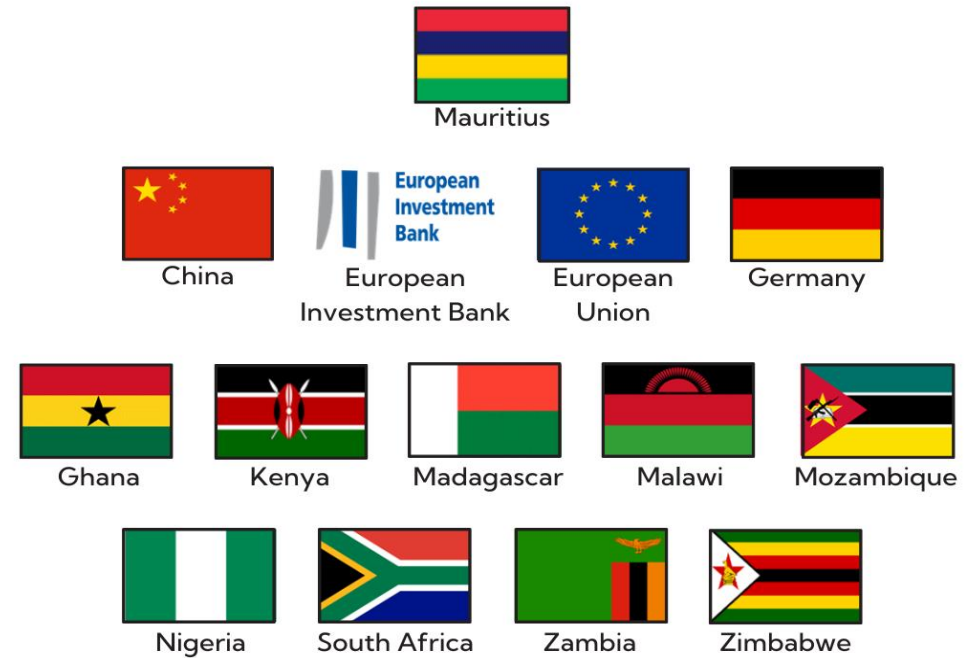 Mauritius
European
Investment
Bank
China
European
Investment Bank
European
Union
Germany
Ghana
Kenya
Madagascar
Malawi
Mozambique
Nigeria
South Africa
Zambia
Zimbabwe